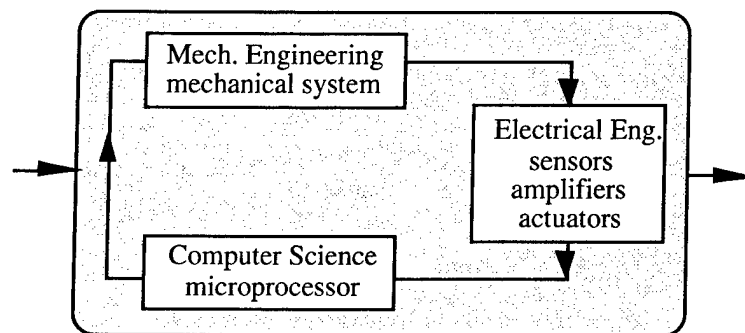 Mech. Engineering
mechanical system
Electrical Eng.
sensors
amplifiers
actuators
Computer Science
microprocessor